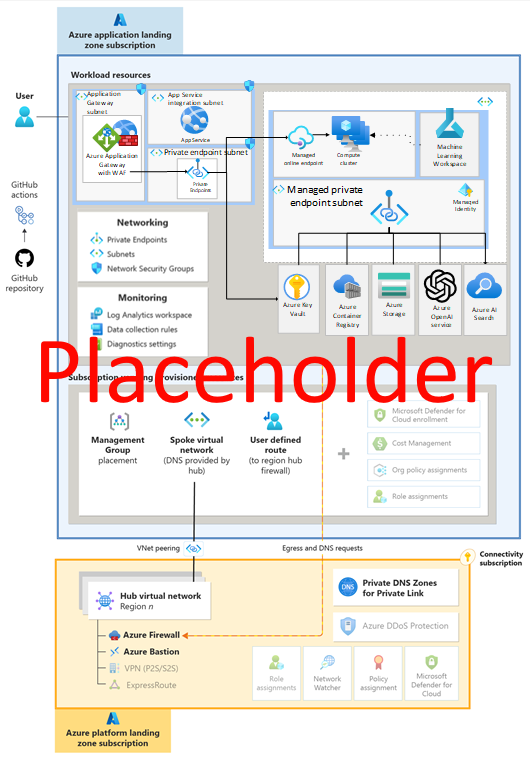 Azure application landing
zone subscription
User
GitHub
actions
GitHub
repository
Workload resources
Application
Gateway
subnet
Azure Application
Gateway
with WAF
App Service
integration subnet
AppService
Private endpoint subnet
Private
Endpoints
Managed
online endpoint
Compute
cluster
Machine
Learning
Workspace
Managed private
endpoint subnet
Managed
Identity
Networking
Private Endpoints
Subnets
Network Security Groups
Monitoring
Log Analytics workspace
Data collection rules
Diagnostics settings
Azure Key
Vault
Azure
Container
Registry
Azure
Storage
Azure
OpenAI
service
Azure AI
Search
Placeholder
Subscription
Management
Group
placement
Spoke virtual
network
(DNS provided by
hub)
User defined
route
(to region hub
firewall)
Microsoft Defender for
Cloud enrollment
Cost Management
Org policy assignments
Role assignments
VNet peering
Egress and DNS requests
Connectivity
subscription
Hub virtual network
Region n
Azure Firewall
Azure Bastion
VPN (P2S/S2S)
ExpressRoute
DNS
Private DNS Zones
for Private Link
Azure DDoS Protection
Role
assignments
Network
Watcher
Policy
assignment
Microsoft
Defender for
Cloud
Azure platform landing
zone subscription